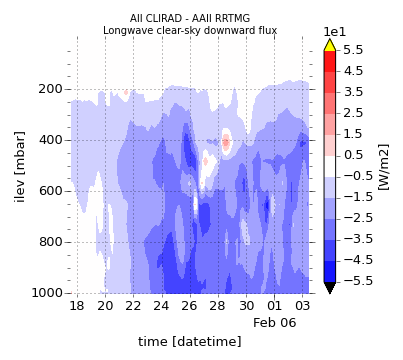 AII CLIRAD - AAII RRTMG
Longwave clear-sky downward flux
1e1
5.5
4.5
3.5
2.5
1.5
0.5
−0.5
−1.5
−2.5
−3.5
−4.5
−5.5
[W/m2]
200
400
600
800
1000
ilev [mbar]
18 20 22 24 26 28 30 01 03
Feb 06
time [datetime]